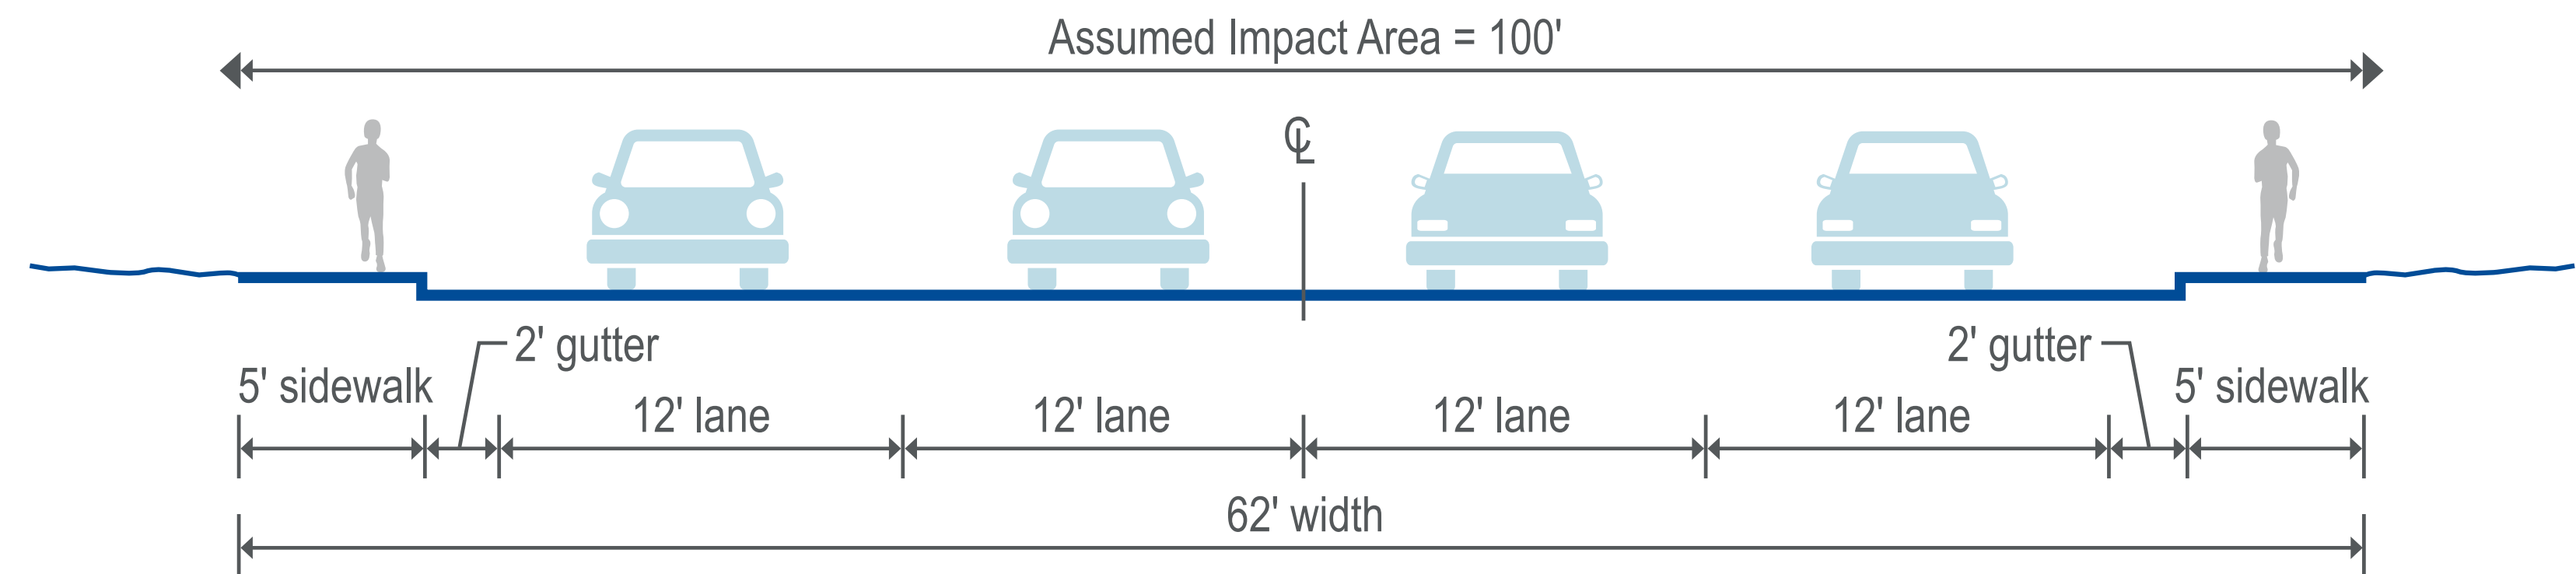 Assumed Impact Area = 100'
℄
2' gutter
2' gutter
5' sidewalk
5' sidewalk
12' lane
12' lane
12' lane
12' lane
62' width